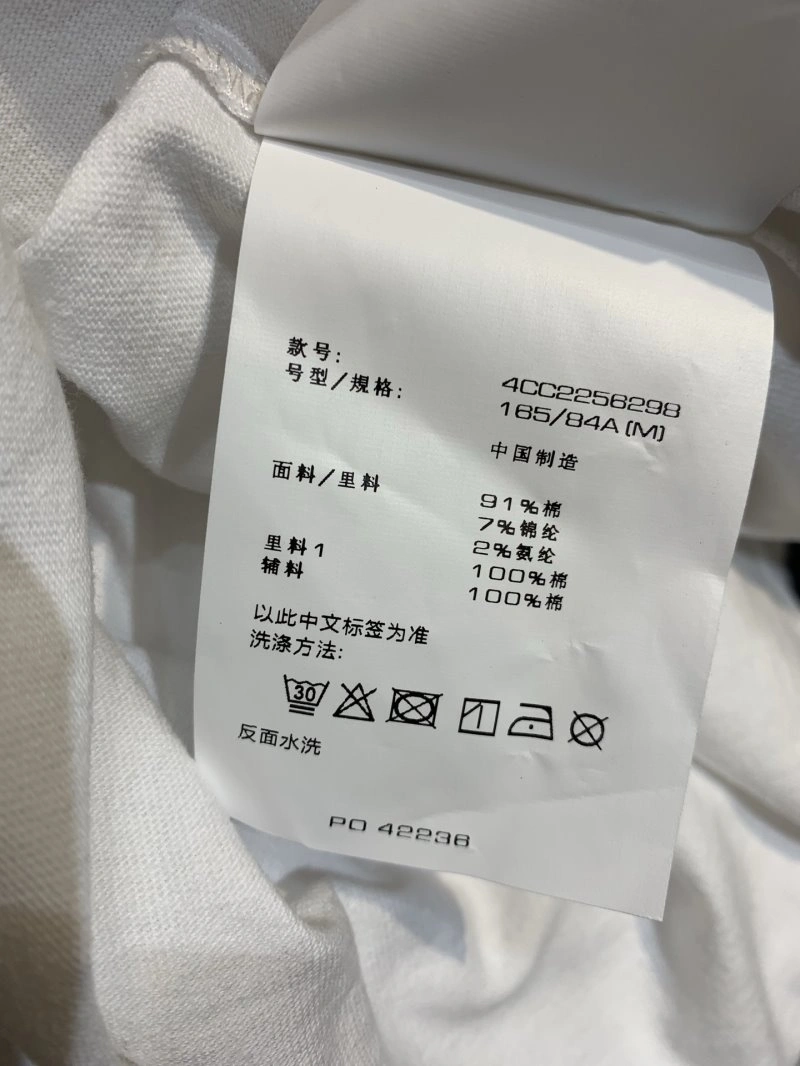 款号: 4CC2256298
号型/規格: 165/84A (M)
中国制造
面料/里料 91%棉
7%锦纶
2%氨纶
里料1 100%棉
辅料 100%棉
以此中文标签为准
洗涤方法:
30
反面水洗
PO 42236